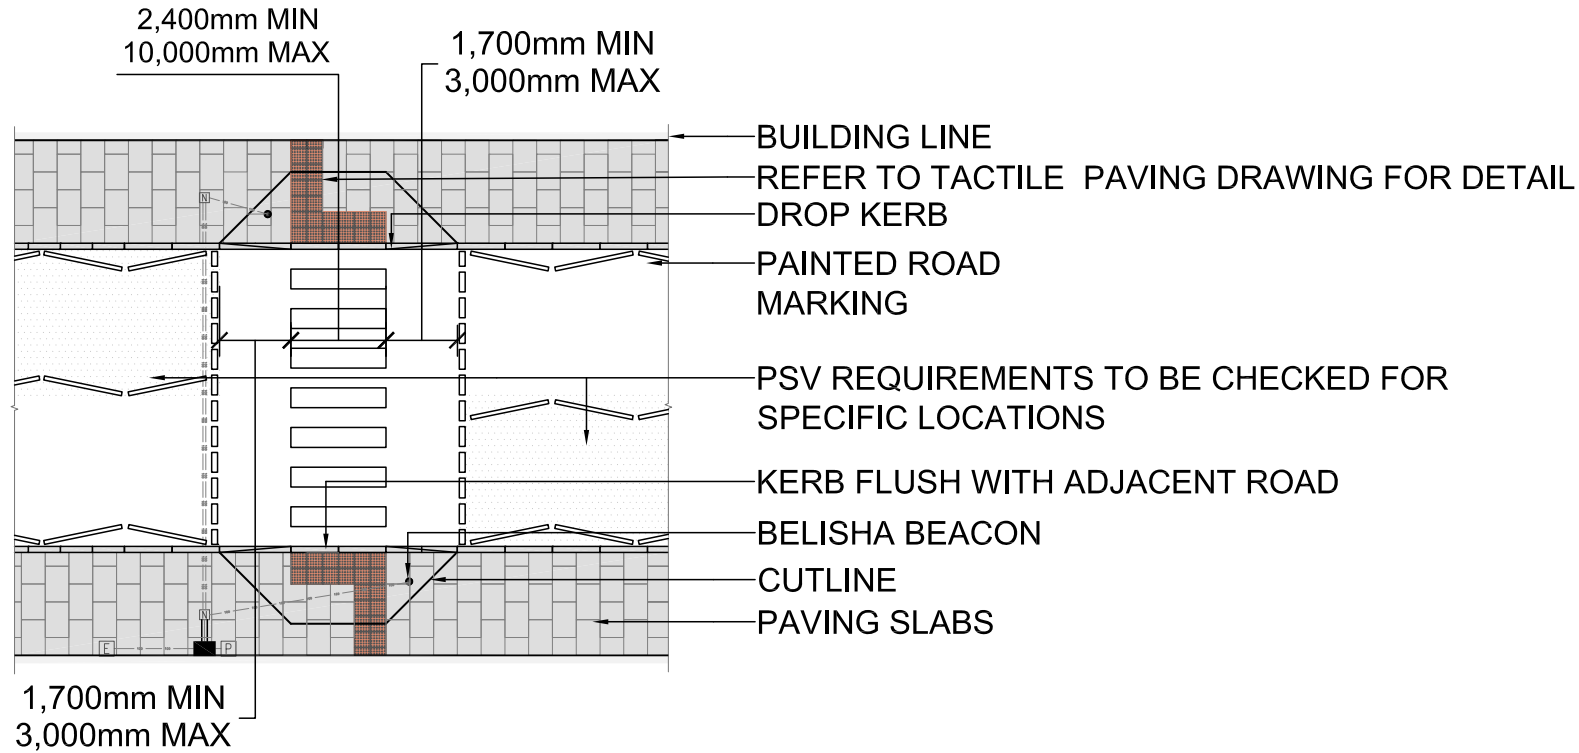 2,400mm MIN
10,000mm MAX
1,700mm MIN
3,000mm MAX
BUILDING LINE
REFER TO TACTILE PAVING DRAWING FOR DETAIL
DROP KERB
PAINTED ROAD
MARKING
PSV REQUIREMENTS TO BE CHECKED FOR
SPECIFIC LOCATIONS
KERB FLUSH WITH ADJACENT ROAD
BELISHA BEACON
CUTLINE
PAVING SLABS
N
N
E
P
1,700mm MIN
3,000mm MAX